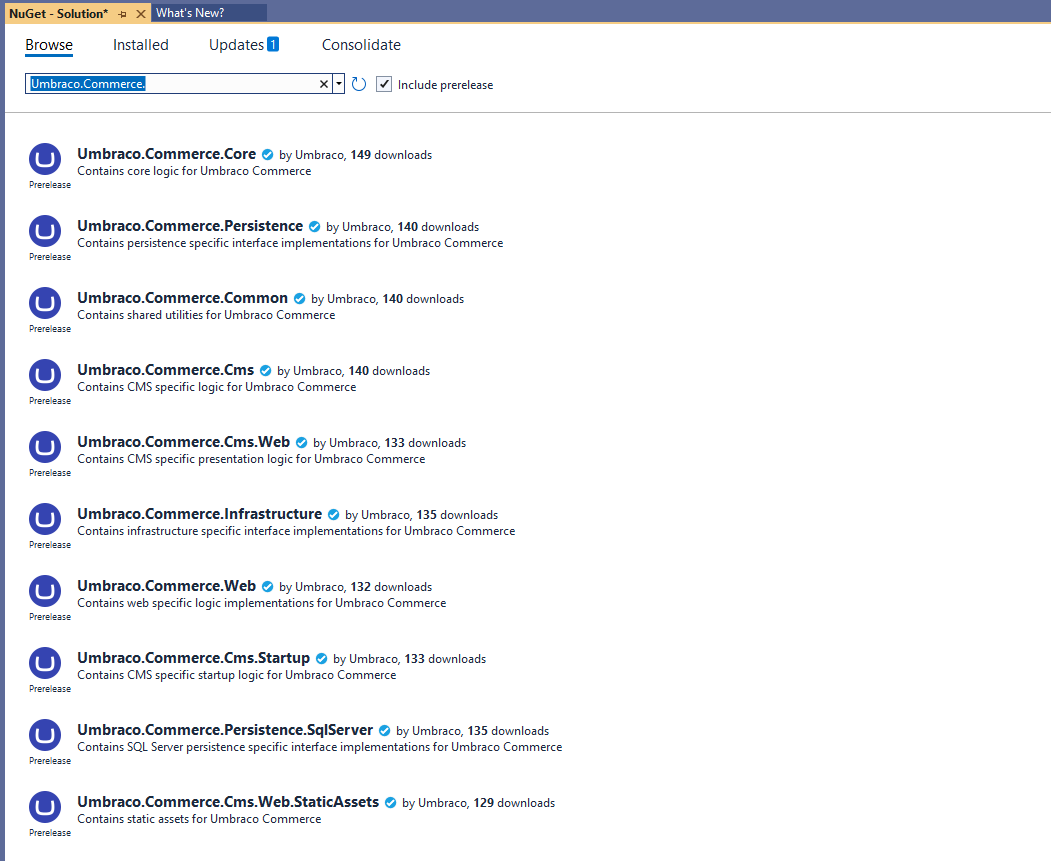 NuGet - Solution* What's New?
Browse Installed Updates 1 Consolidate
Umbraco.Commerce. Include prerelease
Umbraco.Commerce.Core by Umbraco, 149 downloads
Contains core logic for Umbraco Commerce
Prerelease
Umbraco.Commerce.Persistence by Umbraco, 140 downloads
Contains persistence specific interface implementations for Umbraco Commerce
Prerelease
Umbraco.Commerce.Common by Umbraco, 140 downloads
Contains shared utilities for Umbraco Commerce
Prerelease
Umbraco.Commerce.Cms by Umbraco, 140 downloads
Contains CMS specific logic for Umbraco Commerce
Prerelease
Umbraco.Commerce.Cms.Web by Umbraco, 133 downloads
Contains CMS specific presentation logic for Umbraco Commerce
Prerelease
Umbraco.Commerce.Infrastructure by Umbraco, 135 downloads
Contains infrastructure specific interface implementations for Umbraco Commerce
Prerelease
Umbraco.Commerce.Web by Umbraco, 132 downloads
Contains web specific logic implementations for Umbraco Commerce
Prerelease
Umbraco.Commerce.Cms.Startup by Umbraco, 133 downloads
Contains CMS specific startup logic for Umbraco Commerce
Prerelease
Umbraco.Commerce.Persistence.SqlServer by Umbraco, 135 downloads
Contains SQL Server persistence specific interface implementations for Umbraco Commerce
Prerelease
Umbraco.Commerce.Cms.Web.StaticAssets by Umbraco, 129 downloads
Contains static assets for Umbraco Commerce
Prerelease